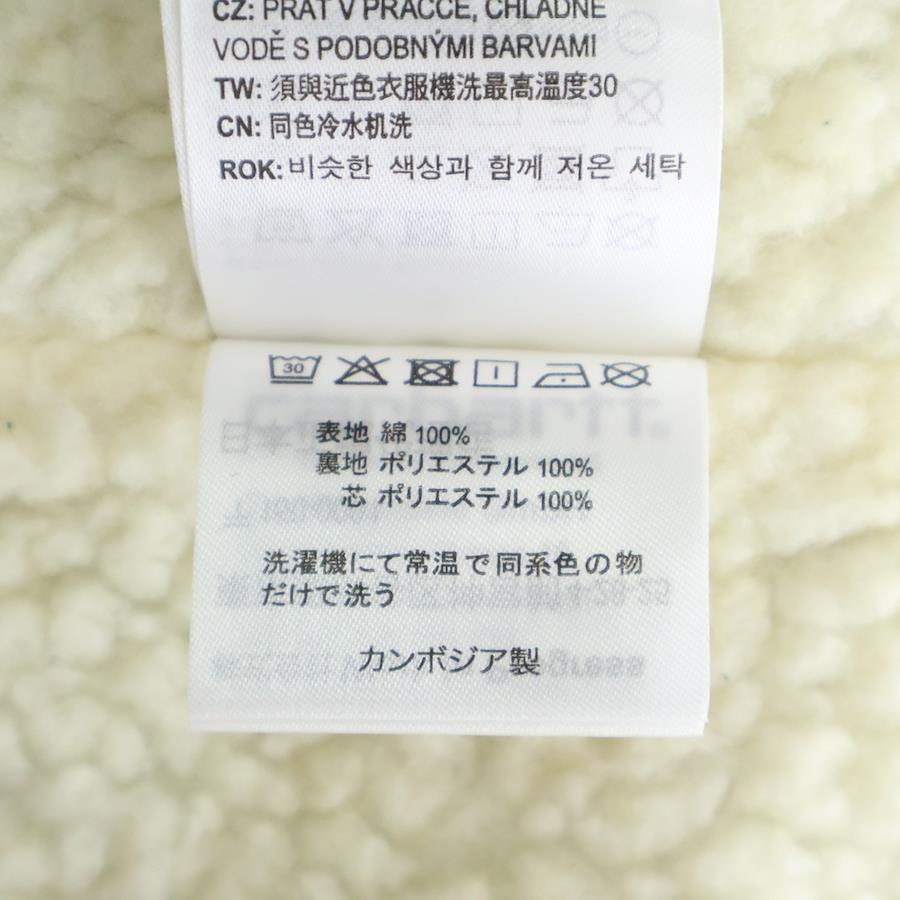 CZ: PRÁT V PRAČCE, CHLADNÉ
VODĚ S PODOBNÝMI BARVAMI
TW: 須與近色衣服機洗最高溫度30
CN: 同色冷水机洗
ROK: 비슷한 색상과 함께 저온 세탁
30
表地 綿 100%
裏地 ポリエステル 100%
芯 ポリエステル 100%
洗濯機にて常温で同系色の物
だけで洗う
カンボジア製